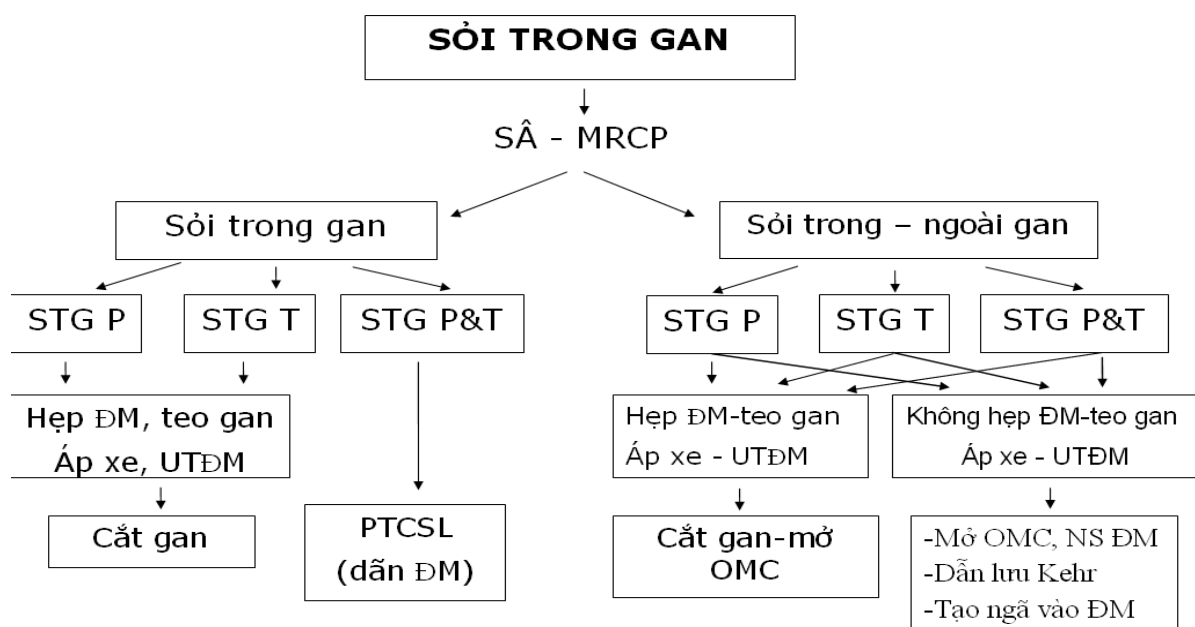 SỎI TRONG GAN
SÂ - MRCP
Sỏi trong gan
Sỏi trong – ngoài gan
STG P
STG T
STG P&T
STG P
STG T
STG P&T
Hẹp ĐM, teo gan
Áp xe, UTĐM
Hẹp ĐM-teo gan
Áp xe - UTĐM
Không hẹp ĐM-teo gan
Áp xe - UTĐM
Cắt gan
PTCSL
(dãn ĐM)
Cắt gan-mở
OMC
-Mở OMC, NS ĐM
-Dẫn lưu Kehr
-Tạo ngã vào ĐM